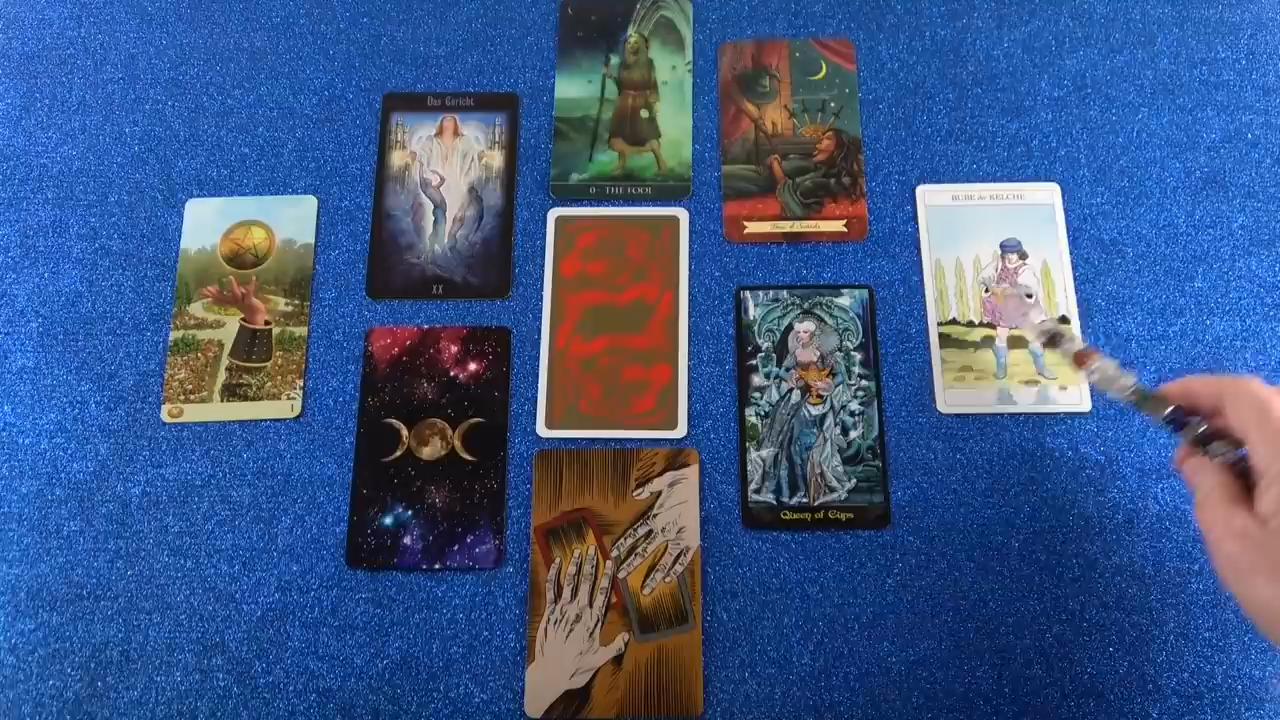 Das Gericht
XX
0 - THE FOOL
BUBE der KELCHE
I
Queen of Cups